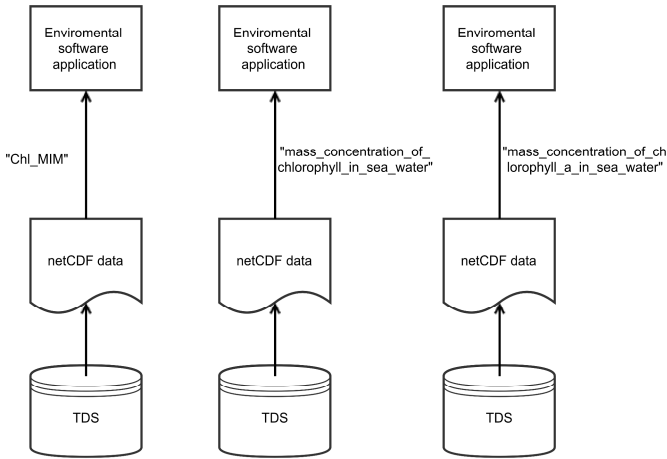 Enviromental
software
application
Enviromental
software
application
Enviromental
software
application
"Chl_MIM"
"mass_concentration_of_
chlorophyll_in_sea_water"
"mass_concentration_of_ch
lorophyll_a_in_sea_water"
netCDF data
netCDF data
netCDF data
TDS
TDS
TDS